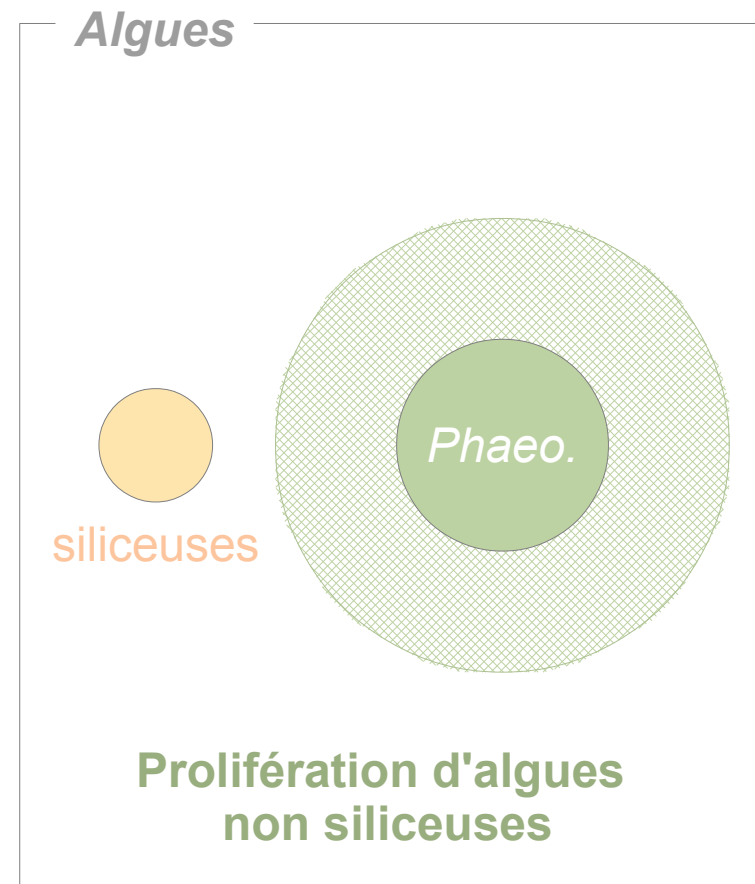 Algues
Phaeo.
siliceuses
Prolifération d'algues
non siliceuses